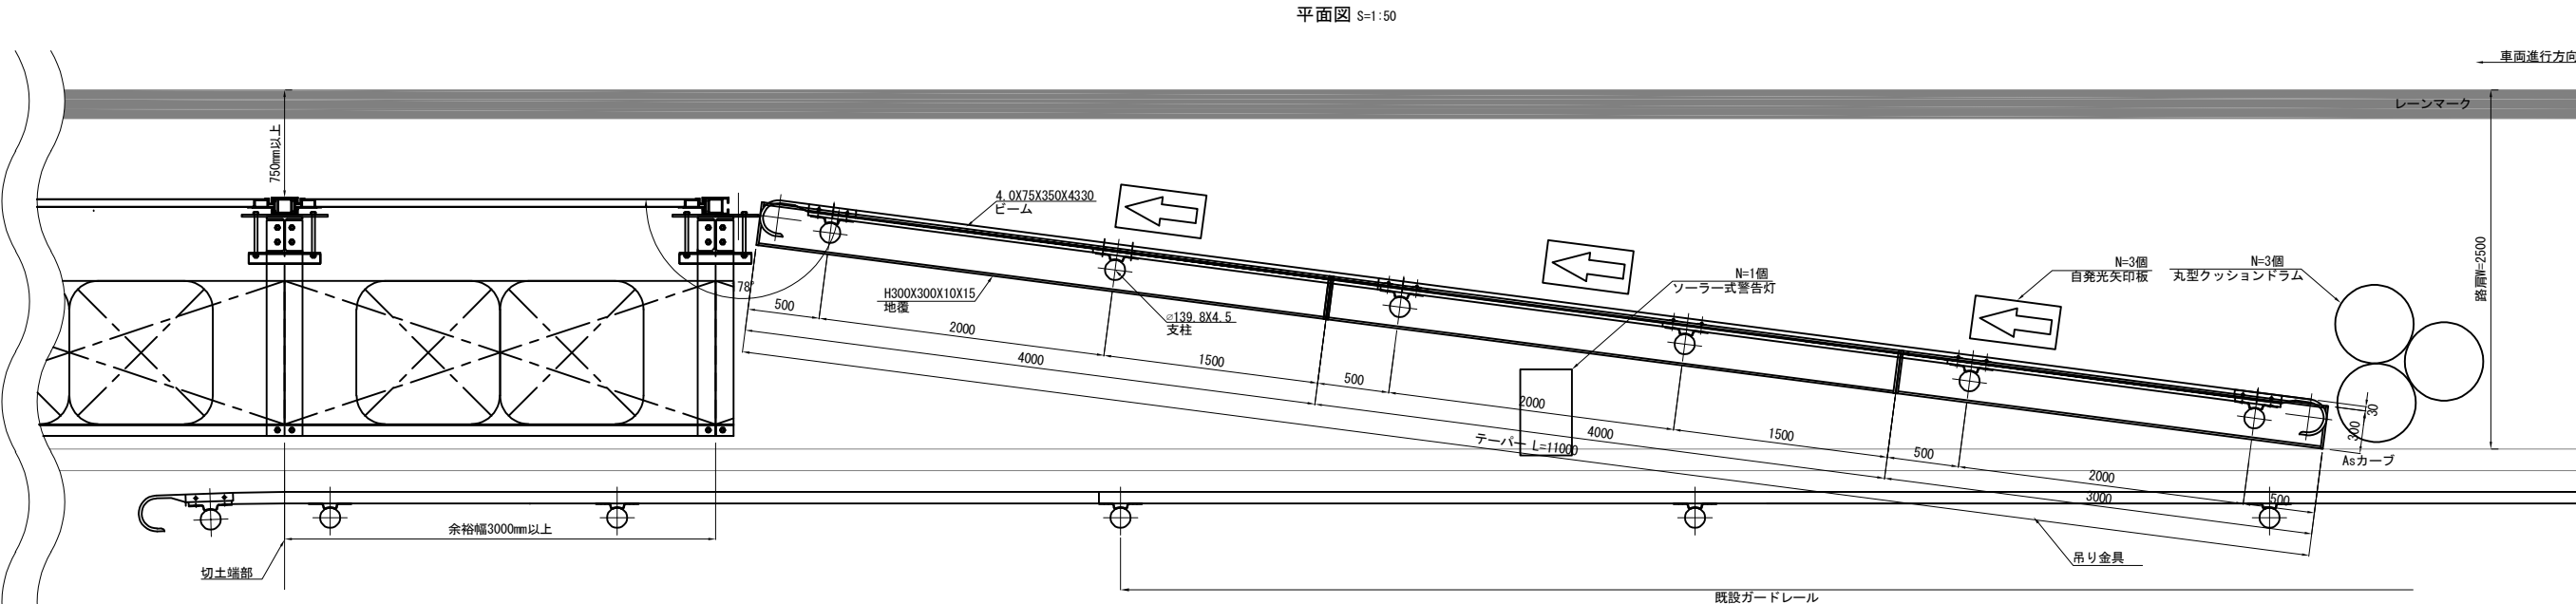 平面図 S=1:50
車両進行方向
レーンマーク
750mm以上
4.0X75X350X4330
ビーム
N=1個
ソーラー式警告灯
N=3個
自発光矢印板
N=3個
丸型クッションドラム
路肩W=2500
78°
H300X300X10X15
地覆
∅139.8X4.5
支柱
500
2000
1500
500
2000
1500
500
2000
500
4000
4000
3000
テーパー L=11000
30
300
Asカーブ
余裕幅3000mm以上
切土端部
吊り金具
既設ガードレール